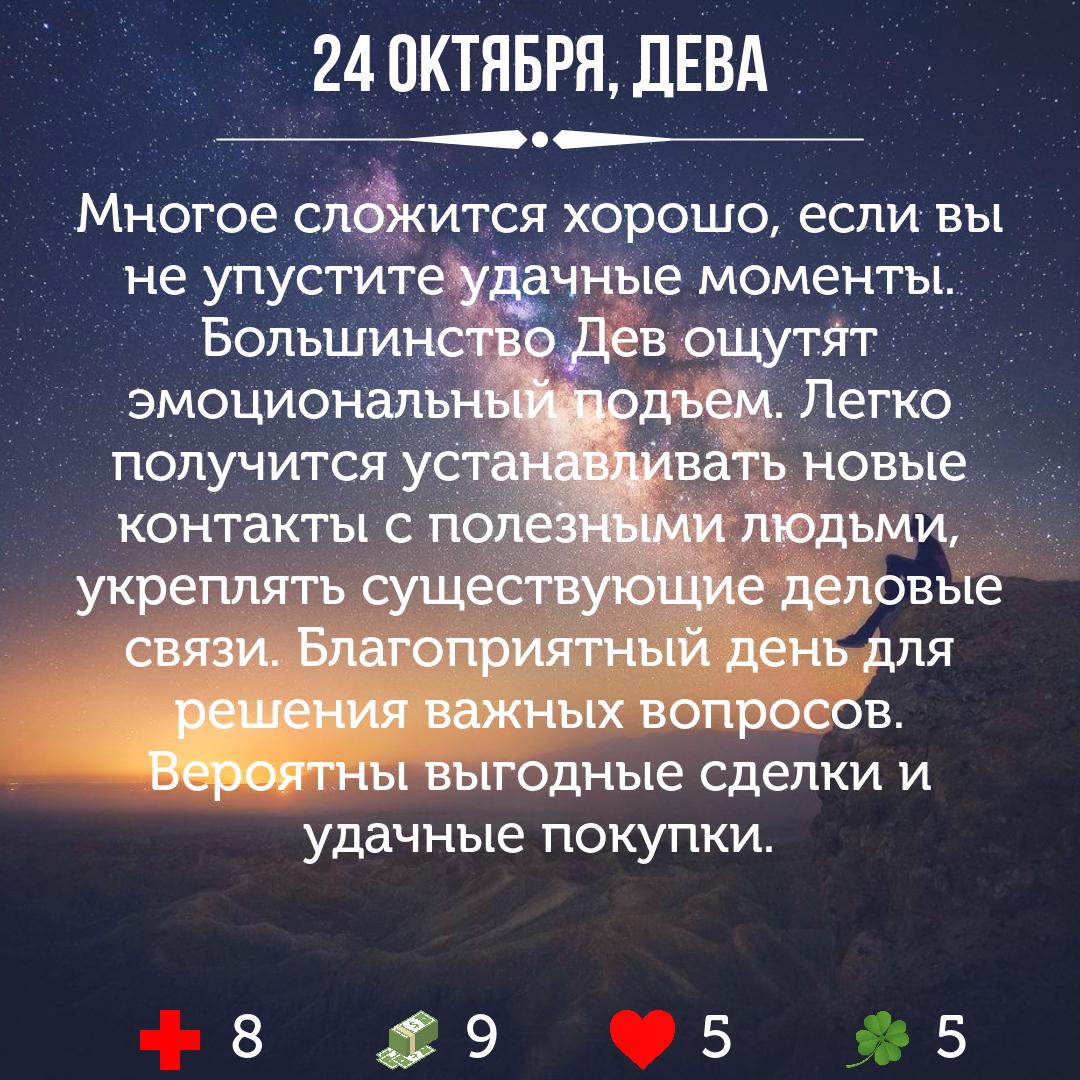 24 ОКТЯБРЯ, ДЕВА
Многое сложится хорошо, если вы
не упустите удачные моменты.
Большинство Дев ощутят
эмоциональный подъем. Легко
получится устанавливать новые
контакты с полезными людьми,
укреплять существующие деловые
связи. Благоприятный день для
решения важных вопросов.
Вероятны выгодные сделки и
удачные покупки.
8 9 5 5